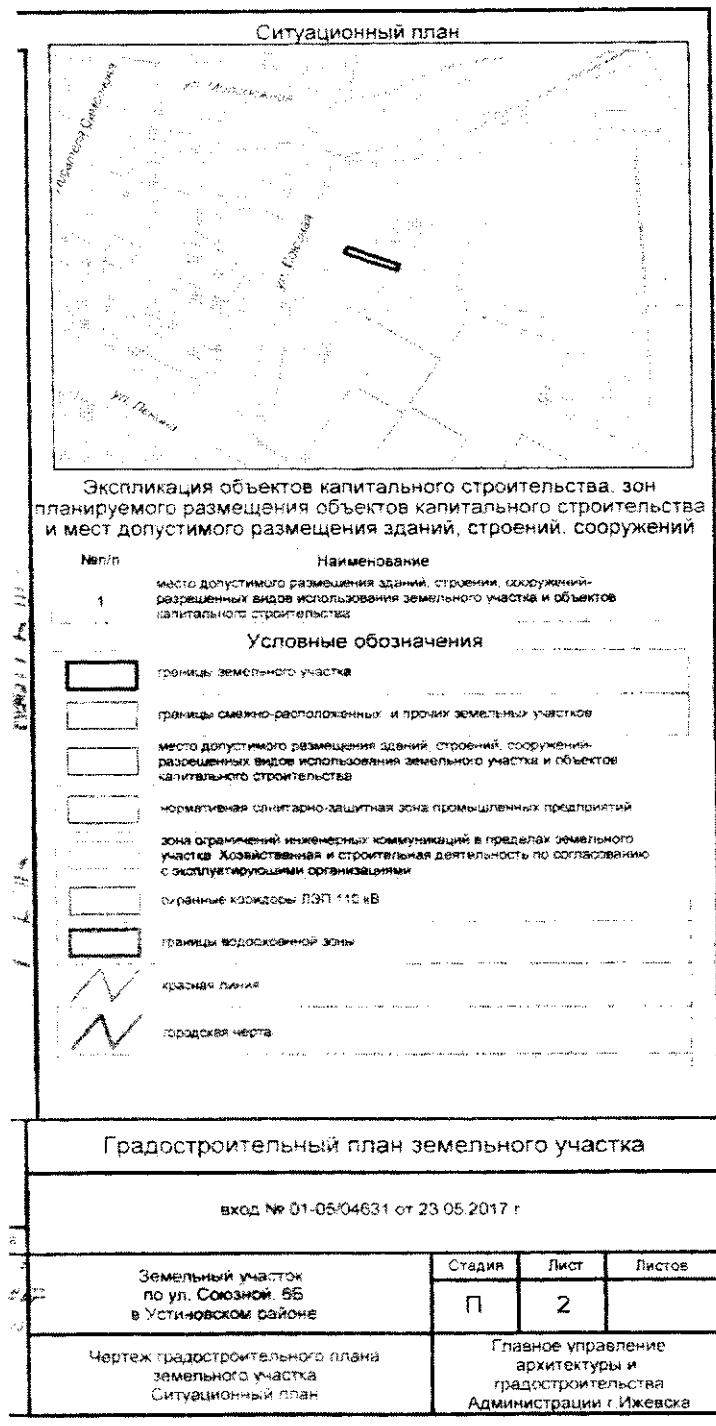 Ситуационный план
ул. Молодежная
ул. Союзная
ул. Ленина
Экспликация объектов капитального строительства, зон
планируемого размещения объектов капитального строительства
и мест допустимого размещения зданий, строений, сооружений
№п/п Наименование
1 место допустимого размещения зданий, строений, сооружений-
разрешенных видов использования земельного участка и объектов
капитального строительства
Условные обозначения
границы земельного участка
границы смежно-расположенных и прочих земельных участков
место допустимого размещения зданий, строений, сооружений-
разрешенных видов использования земельного участка и объектов
капитального строительства
нормативная санитарно-защитная зона промышленных предприятий
зона ограничений инженерных коммуникаций в пределах земельного
участка. Хозяйственная и строительная деятельность по согласованию
с эксплуатирующими организациями
охранные коридоры ЛЭП 110 кВ
границы водоохранной зоны
красная линия
городская черта
Градостроительный план земельного участка
вход № 01-05/04631 от 23.05.2017 г
Земельный участок
по ул. Союзной, 
в Устиновском районе
Стадия Лист Листов
П 2
Чертеж градостроительного плана
земельного участка
Ситуационный план
Главное управление
архитектуры и
градостроительства
Администрации г.Ижевска